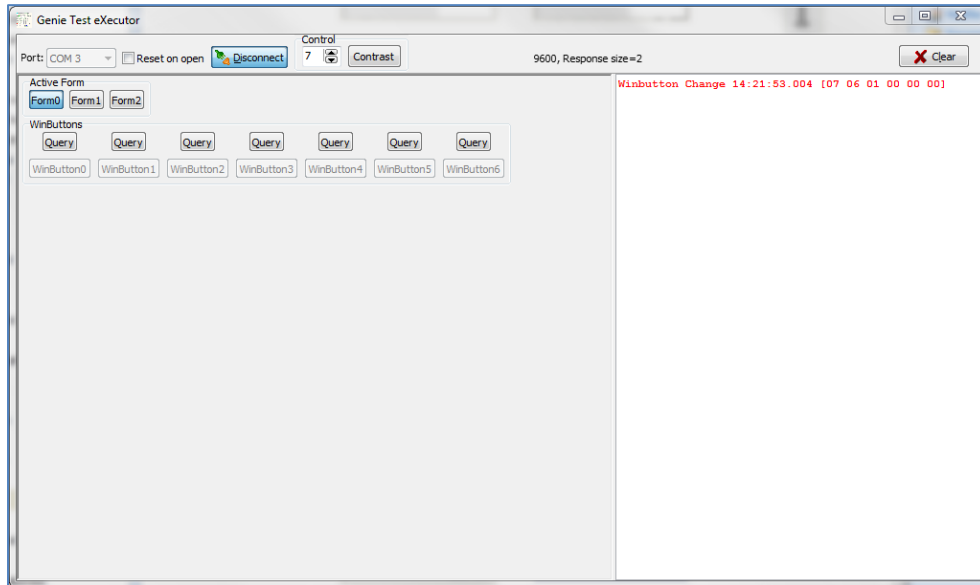 Genie Test eXecutor
Port: COM 3 Reset on open Disconnect Control 7 Contrast 9600, Response size=2 Clear
Active Form
Form0 Form1 Form2
WinButtons
Query Query Query Query Query Query Query
WinButton0 WinButton1 WinButton2 WinButton3 WinButton4 WinButton5 WinButton6
Winbutton Change 14:21:53.004 [07 06 01 00 00 00]